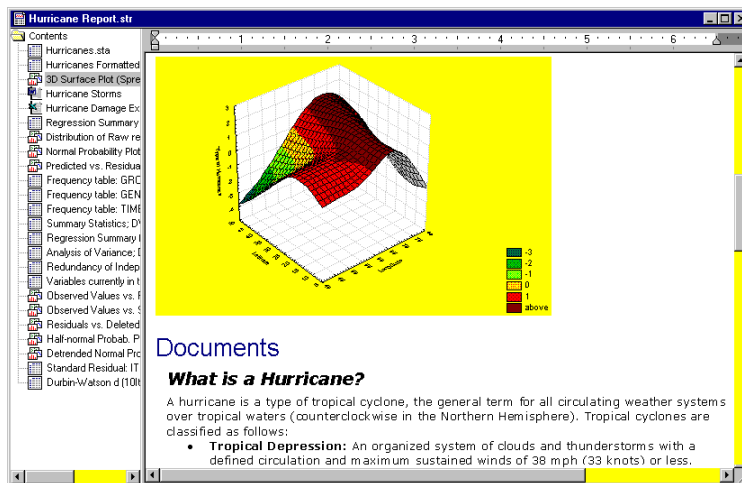 Hurricane Report.str
Contents
Hurricanes.sta
Hurricanes Formatted
3D Surface Plot (Spre
Hurricane Storms
Hurricane Damage Ex
Regression Summary
Distribution of Raw re
Normal Probability Plot
Predicted vs. Residua
Frequency table: GRC
Frequency table: GEN
Frequency table: TIME
Summary Statistics; DV
Regression Summary
Analysis of Variance;
Redundancy of Indep
Variables currently in t
Observed Values vs. F
Observed Values vs. S
Residuals vs. Deleted
Half-normal Probab. P
Detrended Normal Pro
Standard Residual: IT
Durbin-Watson d (10It
1 2 3 4 5 6
Latitude
Longitude
-3
-2
-1
0
1
above
Documents
What is a Hurricane?
A hurricane is a type of tropical cyclone, the general term for all circulating weather systems
over tropical waters (counterclockwise in the Northern Hemisphere). Tropical cyclones are
classified as follows:
• Tropical Depression: An organized system of clouds and thunderstorms with a
defined circulation and maximum sustained winds of 38 mph (33 knots) or less.